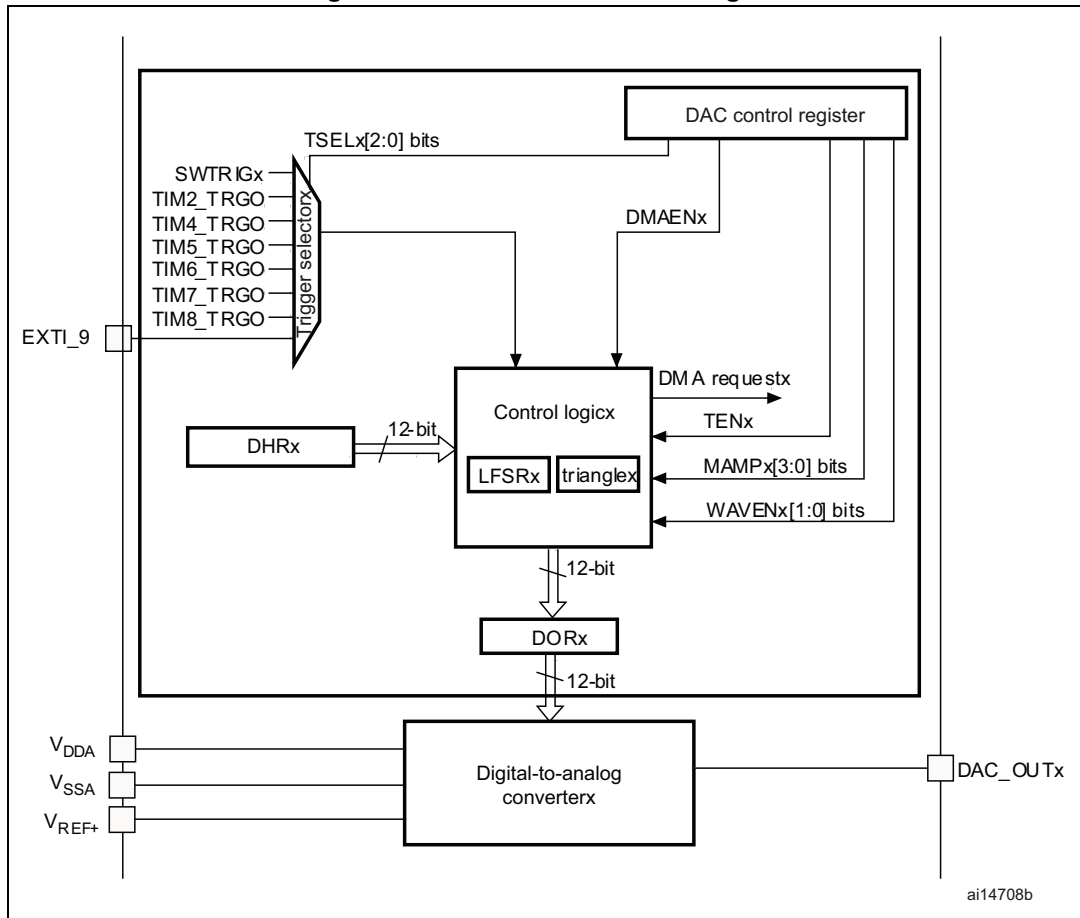 DAC control register
TSELx[2:0] bits
SWTRIGx
TIM2_TRGO
TIM4_TRGO
TIM5_TRGO
TIM6_TRGO
TIM7_TRGO
TIM8_TRGO
Trigger selectorx
DMAENx
EXTI_9
DMA requestx
Control logicx
TENx
12-bit
DHRx
MAMPx[3:0] bits
LFSRx
trianglex
WAVENx[1:0] bits
12-bit
DORx
12-bit
VDDA
VSSA
VREF+
Digital-to-analog
converterx
DAC_OUTx
ai14708b